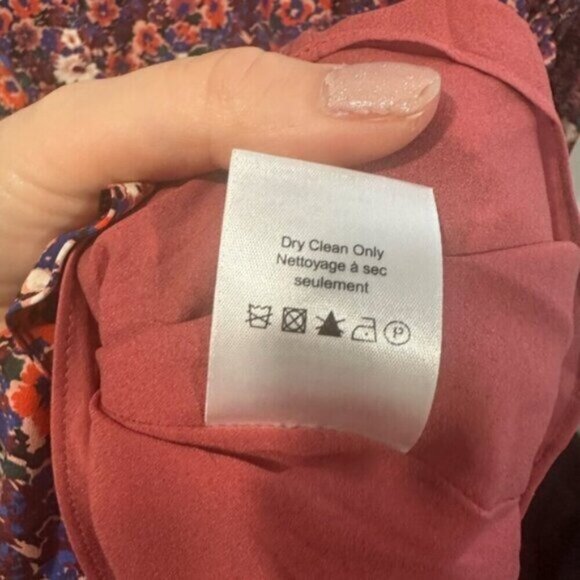 Dry Clean Only
Nettoyage à sec
seulement
P